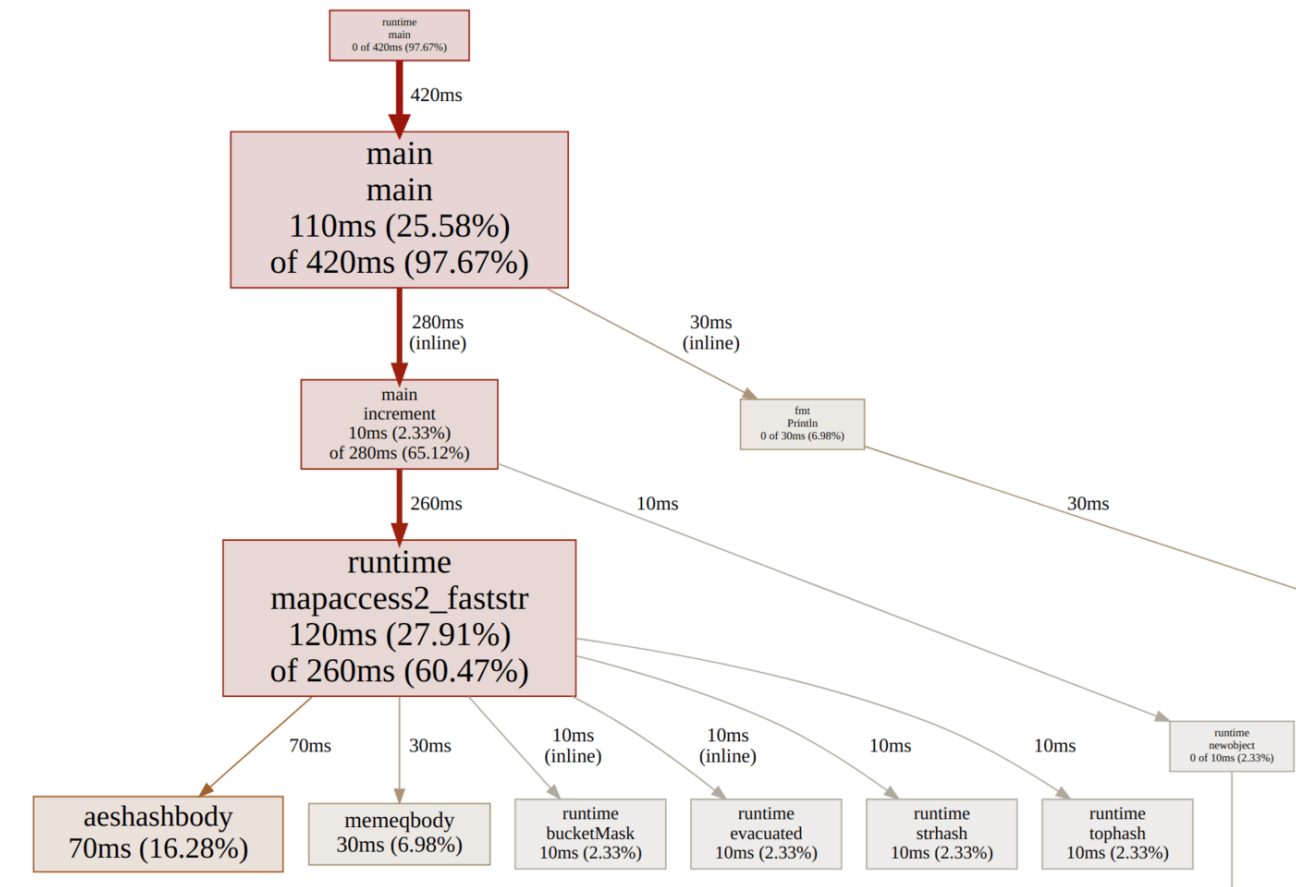 runtime
main
0 of 420ms (97.67%)
420ms
main
main
110ms (25.58%)
of 420ms (97.67%)
280ms
(inline)
30ms
(inline)
main
increment
10ms (2.33%)
of 280ms (65.12%)
fmt
Println
0 of 30ms (6.98%)
260ms
10ms
30ms
runtime
mapaccess2_faststr
120ms (27.91%)
of 260ms (60.47%)
70ms
30ms
10ms
(inline)
10ms
(inline)
10ms
10ms
runtime
newobject
0 of 10ms (2.33%)
aeshashbody
70ms (16.28%)
memeqbody
30ms (6.98%)
runtime
bucketMask
10ms (2.33%)
runtime
evacuated
10ms (2.33%)
runtime
strhash
10ms (2.33%)
runtime
tophash
10ms (2.33%)